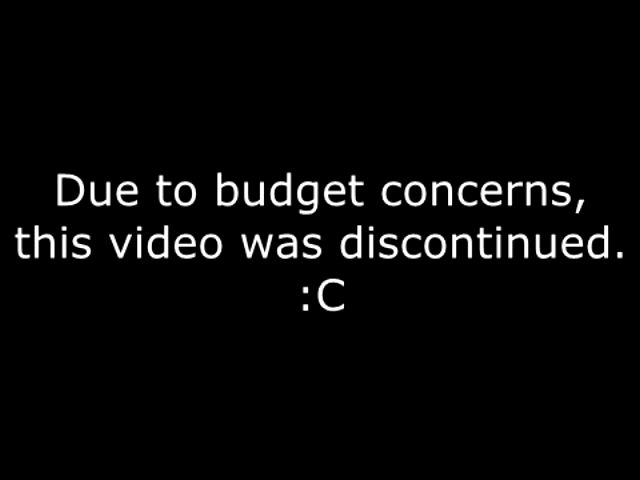 Due to budget concerns,
this video was discontinued.
:C